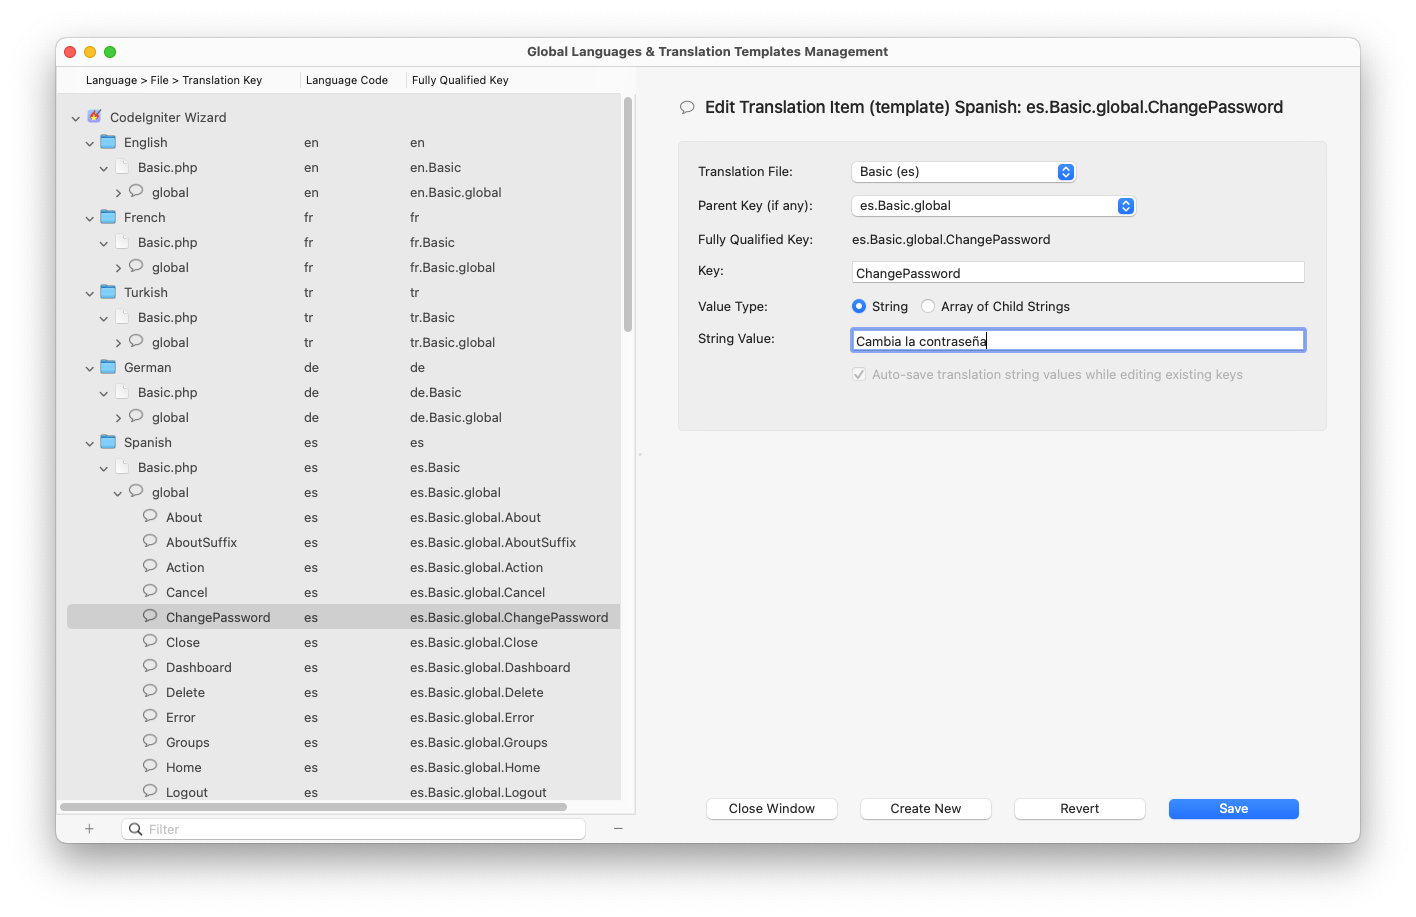 Global Languages & Translation Templates Management
Language > File > Translation Key Language Code Fully Qualified Key
CodeIgniter Wizard
English en en
Basic.php en en.Basic
global en en.Basic.global
French fr fr
Basic.php fr fr.Basic
global fr fr.Basic.global
Turkish tr tr
Basic.php tr tr.Basic
global tr tr.Basic.global
German de de
Basic.php de de.Basic
global de de.Basic.global
Spanish es es
Basic.php es es.Basic
global es es.Basic.global
About es es.Basic.global.About
AboutSuffix es es.Basic.global.AboutSuffix
Action es es.Basic.global.Action
Cancel es es.Basic.global.Cancel
ChangePassword es es.Basic.global.ChangePassword
Close es es.Basic.global.Close
Dashboard es es.Basic.global.Dashboard
Delete es es.Basic.global.Delete
Error es es.Basic.global.Error
Groups es es.Basic.global.Groups
Home es es.Basic.global.Home
Logout es es.Basic.global.Logout
Filter
Edit Translation Item (template) Spanish: es.Basic.global.ChangePassword
Translation File: Basic (es)
Parent Key (if any): es.Basic.global
Fully Qualified Key: es.Basic.global.ChangePassword
Key: ChangePassword
Value Type: String Array of Child Strings
String Value: Cambia la contraseña
Auto-save translation string values while editing existing keys
Close Window Create New Revert Save